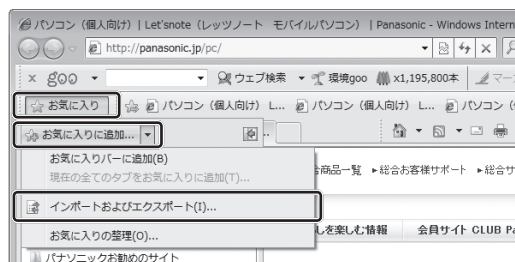 パソコン（個人向け）| Let'snote（レッツノート　モバイルパソコン）| Panasonic - Windows Intern
http://panasonic.jp/pc/
× goo ウェブ検索 環境goo x1,195,800本 マー
お気に入り パソコン（個人向け） L... パソコン（個人向け） L... パソコン（
お気に入りに追加... ..
お気に入りバーに追加(B)
現在の全てのタブをお気に入りに追加(T)...
商品一覧 ▸総合お客様サポート ▸総合サ
インポートおよびエクスポート(I)...
を楽しむ情報 会員サイト CLUB Pa
お気に入りの整理(O)...
パナソニックお勧めのサイト